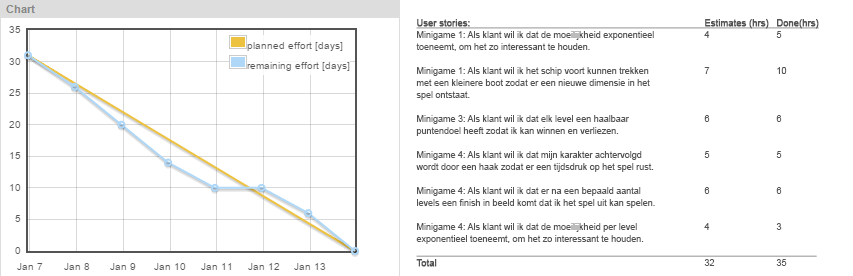 Chart
35
30
25
20
15
10
5
0
planned effort [days]
remaining effort [days]
Jan 7 Jan 8 Jan 9 Jan 10 Jan 11 Jan 12 Jan 13
User stories: Estimates (hrs) Done(hrs)
Minigame 1: Als klant wil ik dat de moeilijkheid exponentieel 4 5
toeneemt, om het zo interessant te houden.
Minigame 1: Als klant wil ik het schip voort kunnen trekken 7 10
met een kleinere boot zodat er een nieuwe dimensie in het
spel ontstaat.
Minigame 3: Als klant wil ik dat elk level een haalbaar 6 6
puntendoel heeft zodat ik kan winnen en verliezen.
Minigame 4: Als klant wil ik dat mijn karakter achtervolgd 5 5
wordt door een haak zodat er een tijdsdruk op het spel rust.
Minigame 4: Als klant wil ik dat er na een bepaald aantal 6 6
levels een finish in beeld komt dat ik het spel uit kan spelen.
Minigame 4: Als klant wil ik dat de moeilijkheid per level 4 3
exponentieel toeneemt, om het zo interessant te houden.
Total 32 35